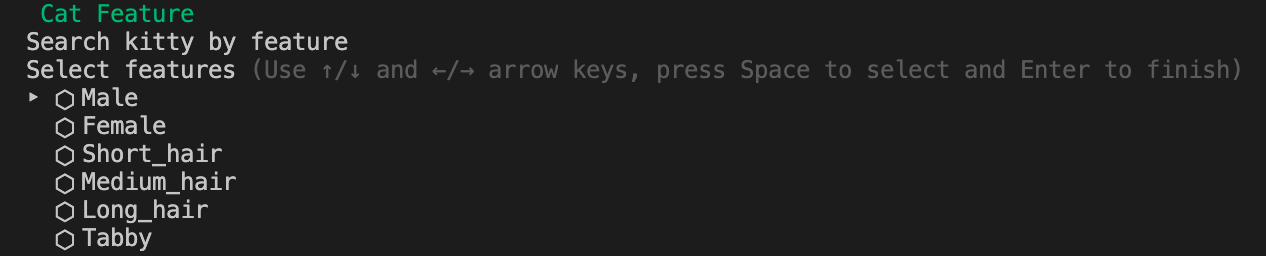 Cat Feature
Search kitty by feature
Select features (Use ↑/↓ and ←/→ arrow keys, press Space to select and Enter to finish)
‣ ⬡ Male
⬡ Female
⬡ Short_hair
⬡ Medium_hair
⬡ Long_hair
⬡ Tabby